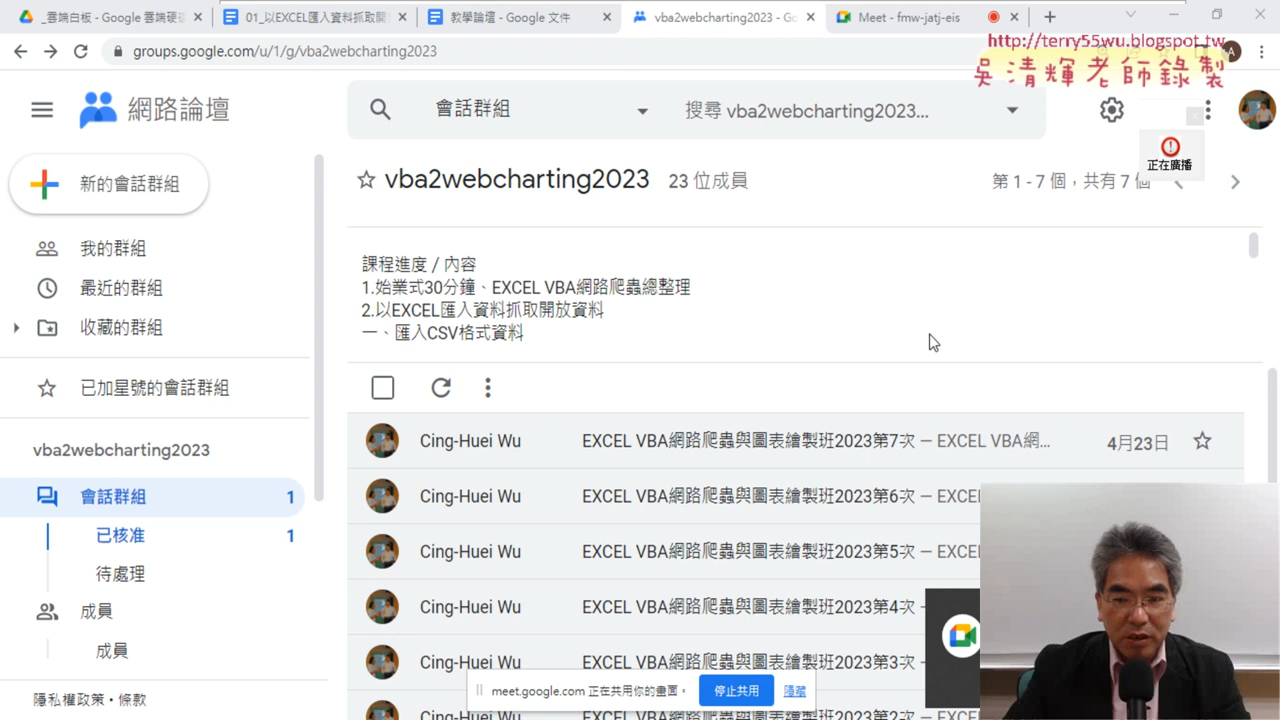 _雲端白板 - Google 雲端硬碟
01_以EXCEL匯入資料抓取開
教學論壇 - Google 文件
vba2webcharting2023 - Go
Meet - fmw-jatj-eis
groups.google.com/u/1/g/vba2webcharting2023
http://terry55wu.blogspot.tw
吳清輝老師錄製
網路論壇
會話群組
搜尋 vba2webcharting2023...
正在廣播
新的會話群組
vba2webcharting2023
23 位成員
第 1 - 7 個，共有 7 個
我的群組
最近的群組
收藏的群組
已加星號的會話群組
vba2webcharting2023
會話群組 1
已核准 1
待處理
成員
成員
隱私權政策 · 條款
課程進度 / 內容
1.始業式30分鐘、EXCEL VBA網路爬蟲總整理
2.以EXCEL匯入資料抓取開放資料
一、匯入CSV格式資料
Cing-Huei Wu EXCEL VBA網路爬蟲與圖表繪製班2023第7次 – EXCEL VBA網... 4月23日
Cing-Huei Wu EXCEL VBA網路爬蟲與圖表繪製班2023第6次 – EXCEL
Cing-Huei Wu EXCEL VBA網路爬蟲與圖表繪製班2023第5次 – EXCEL
Cing-Huei Wu EXCEL VBA網路爬蟲與圖表繪製班2023第4次 –
Cing-Huei Wu EXCEL VBA網路爬蟲與圖表繪製班2023第3次 –
meet.google.com 正在共用你的畫面。 停止共用 隱藏